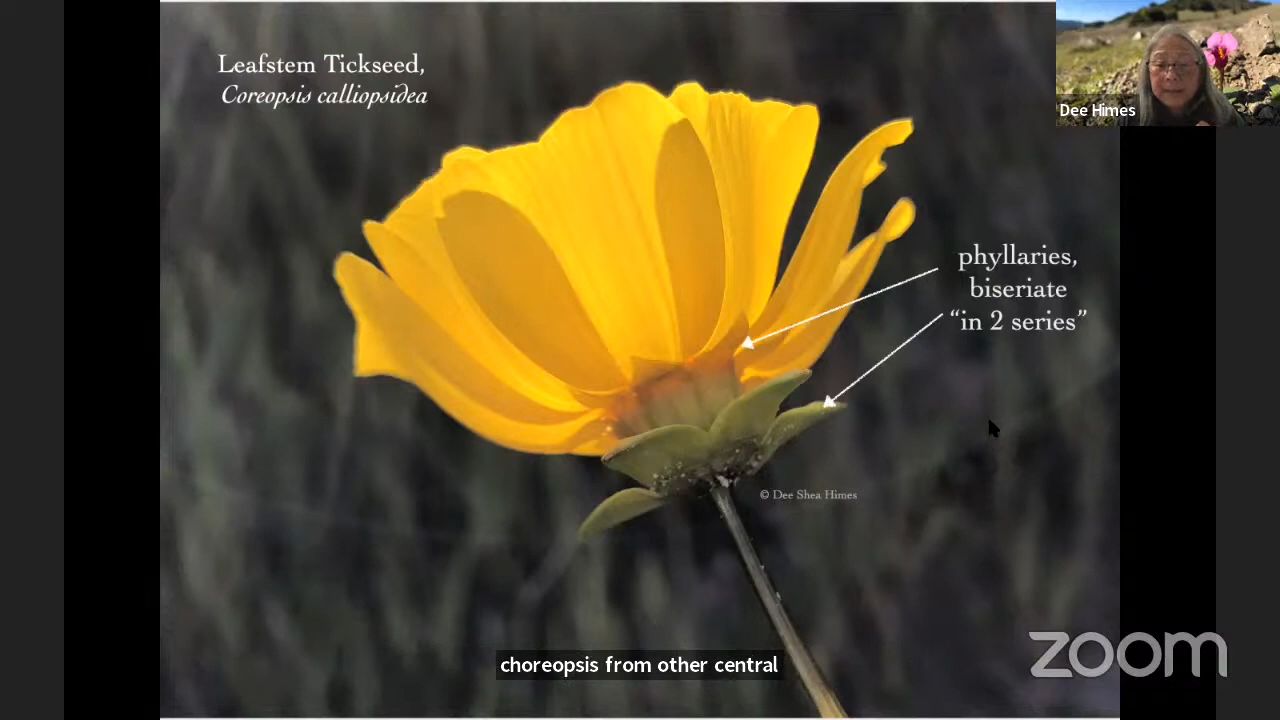 Leafstem Tickseed,
Coreopsis calliopsidea
Dee Himes
phyllaries,
biseriate
“in 2 series”
© Dee Shea Himes
zoom
choreopsis from other central